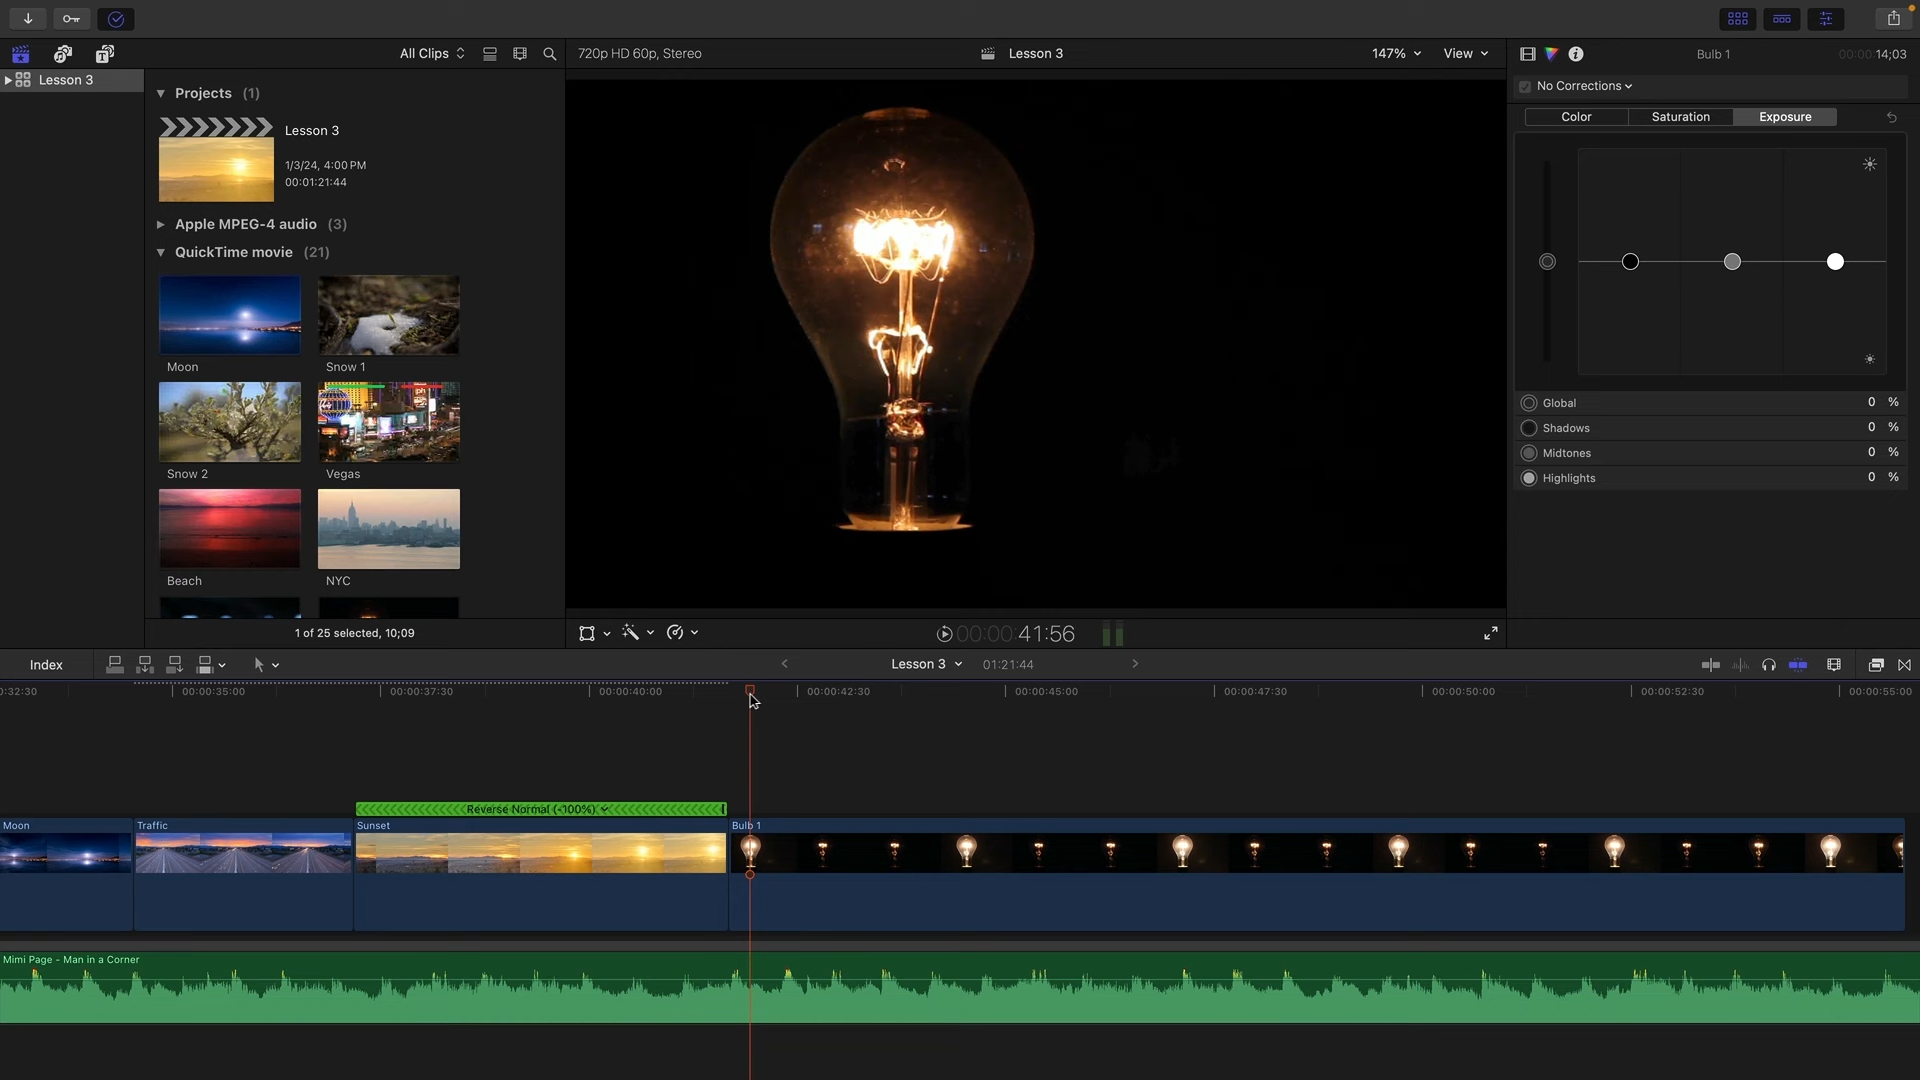 All Clips
720p HD 60p, Stereo
Lesson 3
147%
View
Bulb 1
00:00:14;03
Lesson 3
Projects (1)
Lesson 3
1/3/24, 4:00 PM
00:01:21:44
Apple MPEG-4 audio (3)
QuickTime movie (21)
Moon
Snow 1
Snow 2
Vegas
Beach
NYC
1 of 25 selected, 10;09
00:00:41:56
No Corrections
Color
Saturation
Exposure
Global 0 %
Shadows 0 %
Midtones 0 %
Highlights 0 %
Index
Lesson 3
01:21:44
0:32:30
00:00:35:00
00:00:37:30
00:00:40:00
00:00:42:30
00:00:45:00
00:00:47:30
00:00:50:00
00:00:52:30
00:00:55:00
Reverse Normal (-100%)
Moon
Traffic
Sunset
Bulb 1
Mimi Page - Man in a Corner